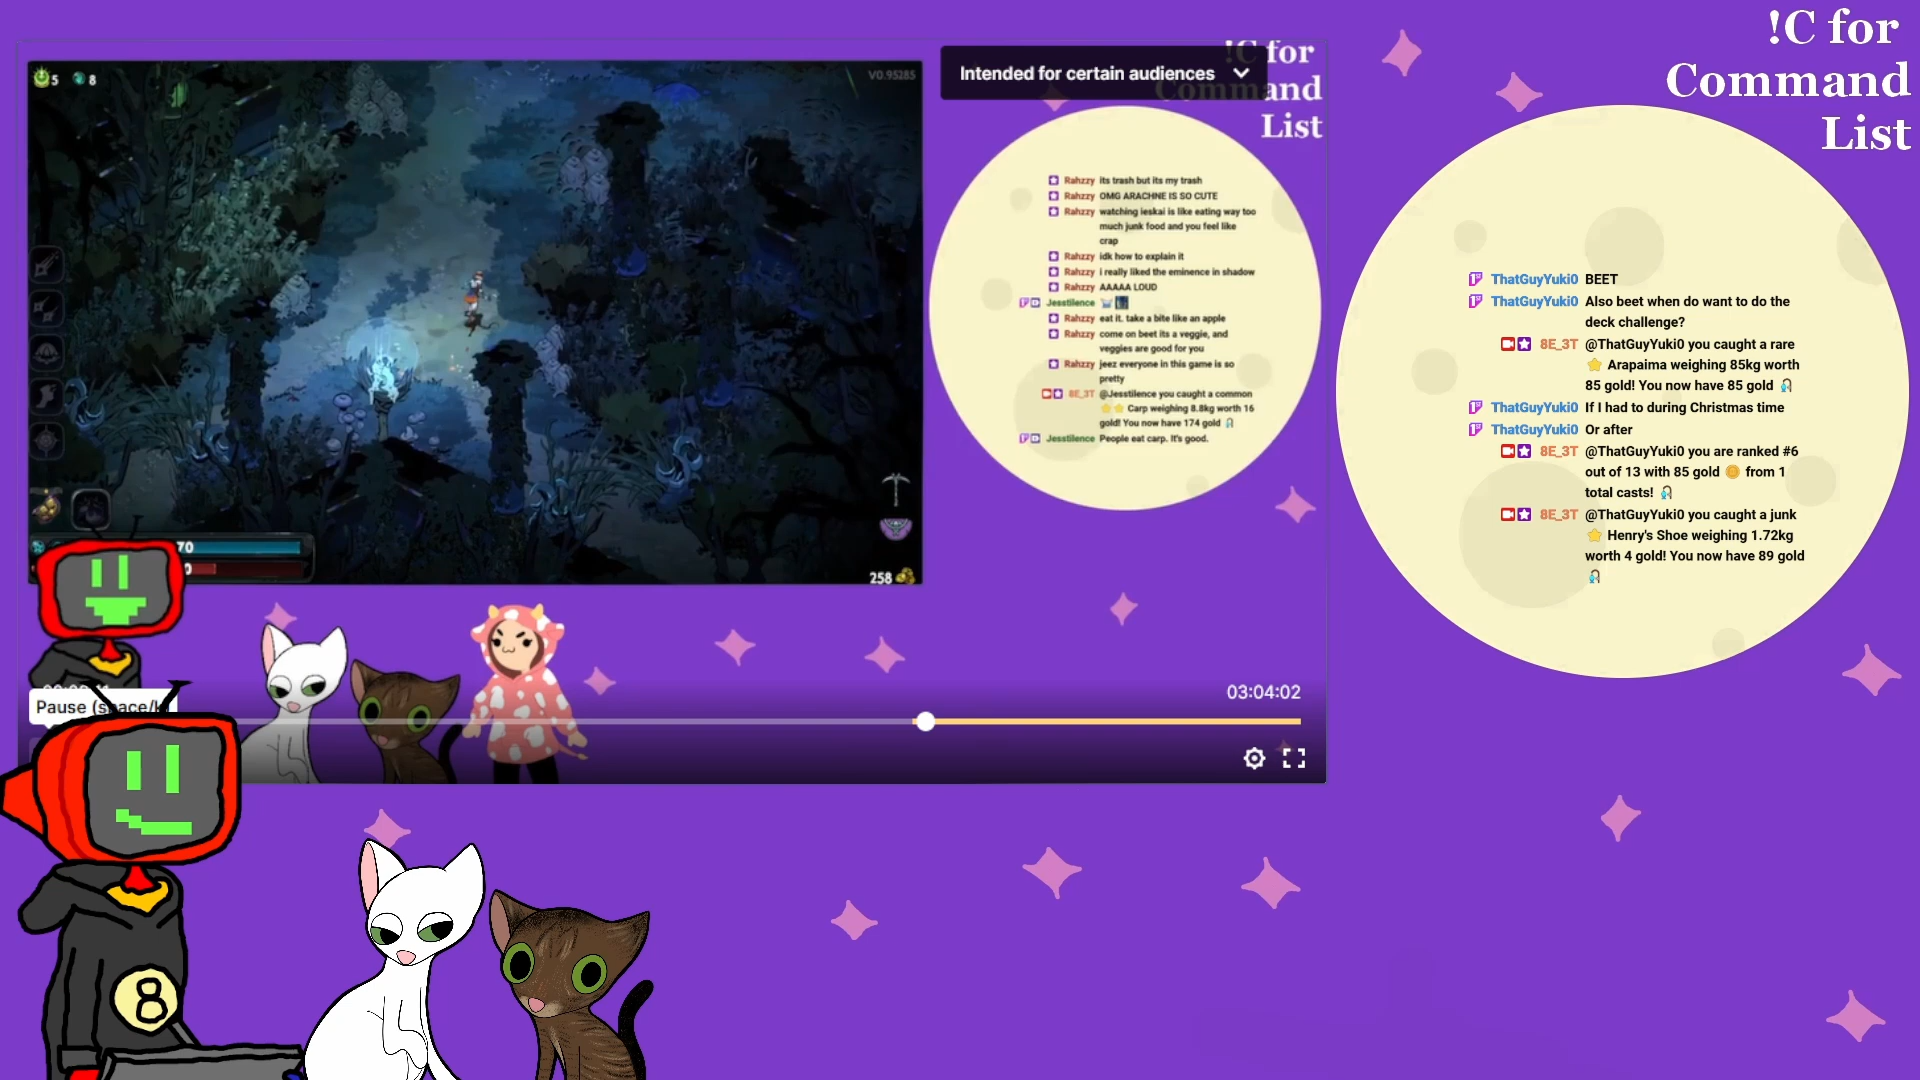 !C for
Command
List
!C for
Command
List
Intended for certain audiences
5
8
V0.95285
Rahzzy its trash but its my trash
Rahzzy OMG ARACHNE IS SO CUTE
Rahzzy watching ieskai is like eating way too
much junk food and you feel like
crap
Rahzzy idk how to explain it
Rahzzy i really liked the eminence in shadow
Rahzzy AAAAA LOUD
Jesstilence
Rahzzy eat it. take a bite like an apple
Rahzzy come on beet its a veggie, and
veggies are good for you
Rahzzy jeez everyone in this game is so
pretty
8E_3T @Jesstilence you caught a common
Carp weighing 8.8kg worth 16
gold! You now have 174 gold
Jesstilence People eat carp. It's good.
ThatGuyYuki0 BEET
ThatGuyYuki0 Also beet when do want to do the
deck challenge?
8E_3T @ThatGuyYuki0 you caught a rare
Arapaima weighing 85kg worth
85 gold! You now have 85 gold
ThatGuyYuki0 If I had to during Christmas time
ThatGuyYuki0 Or after
8E_3T @ThatGuyYuki0 you are ranked #6
out of 13 with 85 gold from 1
total casts!
8E_3T @ThatGuyYuki0 you caught a junk
Henry's Shoe weighing 1.72kg
worth 4 gold! You now have 89 gold
70
0
258
Pause (space/k)
03:04:02
8